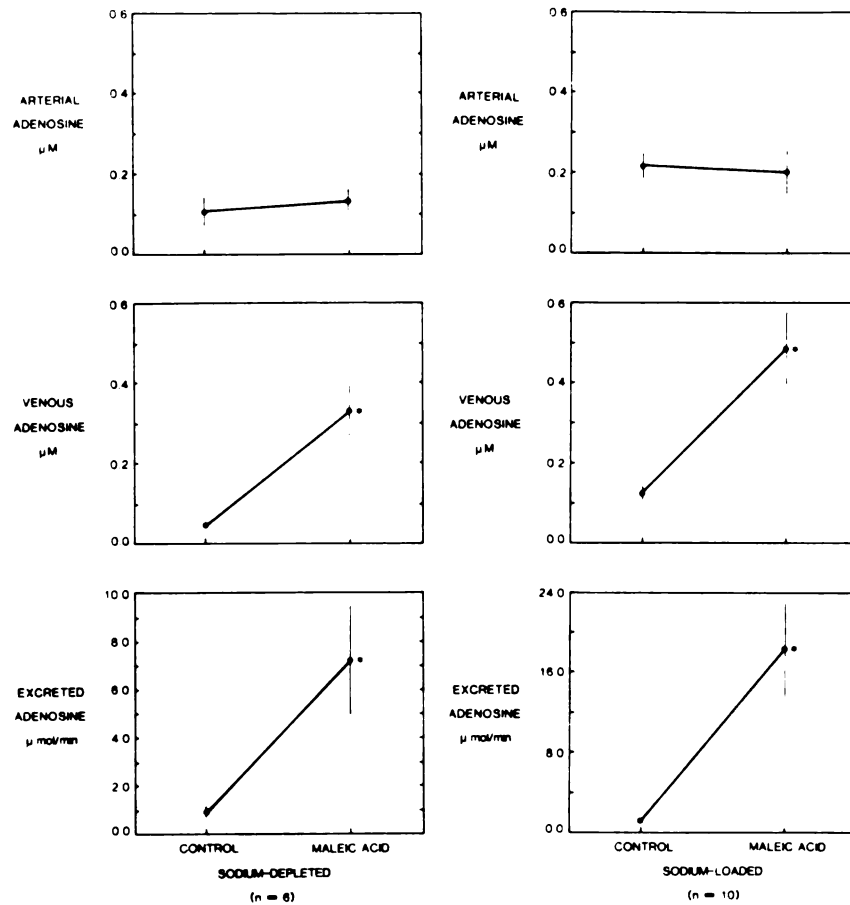 0.6
ARTERIAL
ADENOSINE
μM
0.4
0.2
0.0
0.6
ARTERIAL
ADENOSINE
μM
0.4
0.2
0.0
0.6
0.4
VENOUS
ADENOSINE
μM
0.2
0.0
0.6
0.4
VENOUS
ADENOSINE
μM
0.2
0.0
10.0
8.0
6.0
EXCRETED
ADENOSINE
μ mol/min
4.0
2.0
0.0
CONTROL MALEIC ACID
SODIUM-DEPLETED
(n = 6)
24.0
16.0
EXCRETED
ADENOSINE
μ mol/min
8.0
0.0
CONTROL MALEIC ACID
SODIUM-LOADED
(n = 10)